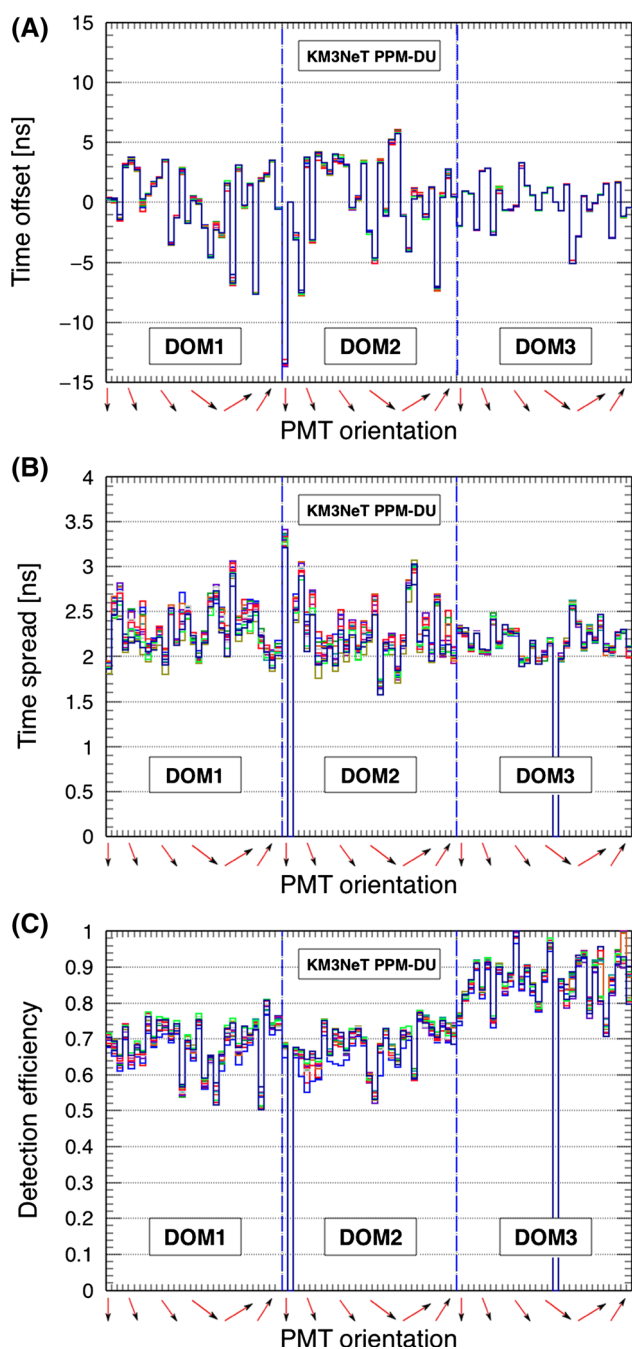 (A)
KM3NeT PPM-DU
Time offset [ns]
15
10
5
0
−5
−10
−15
DOM1
DOM2
DOM3
PMT orientation
(B)
KM3NeT PPM-DU
Time spread [ns]
4
3.5
3
2.5
2
1.5
1
0.5
0
DOM1
DOM2
DOM3
PMT orientation
(C)
KM3NeT PPM-DU
Detection efficiency
1
0.9
0.8
0.7
0.6
0.5
0.4
0.3
0.2
0.1
0
DOM1
DOM2
DOM3
PMT orientation